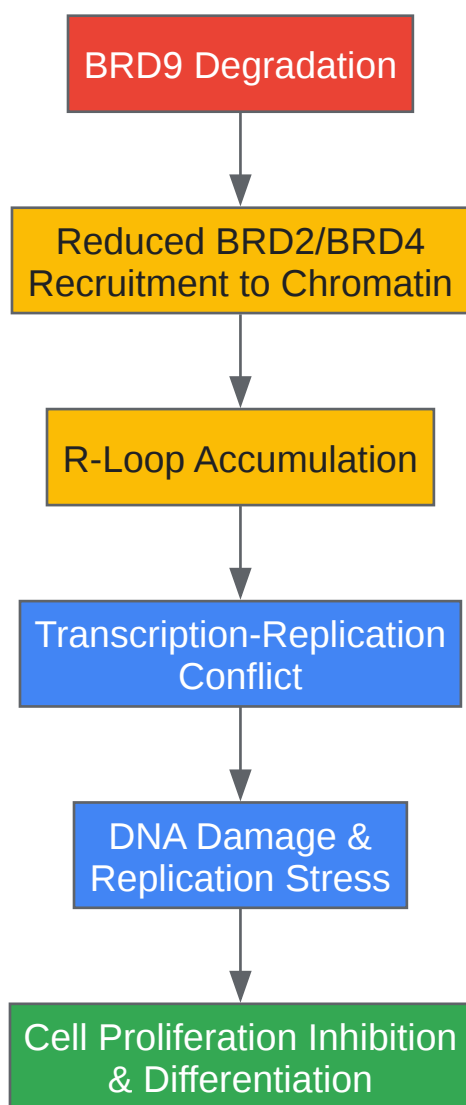 BRD9 Degradation
Reduced BRD2/BRD4
Recruitment to Chromatin
R-Loop Accumulation
Transcription-Replication
Conflict
DNA Damage &
Replication Stress
Cell Proliferation Inhibition
& Differentiation